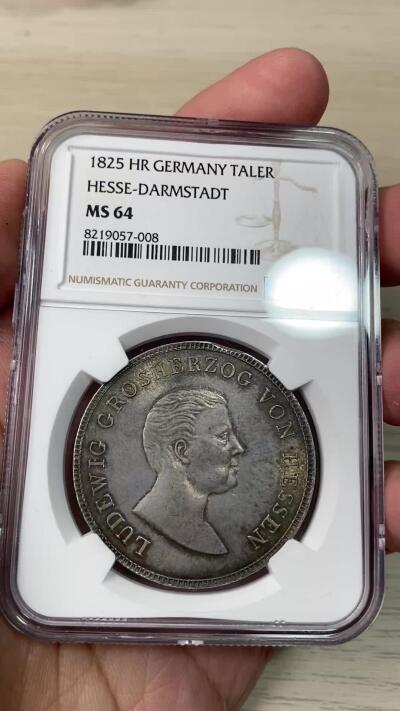 1825 HR GERMANY TALER
HESSE-DARMSTADT
MS 64
8219057-008
NUMISMATIC GUARANTY CORPORATION
LUDEWIG GROSHERZOG VON HESSEN